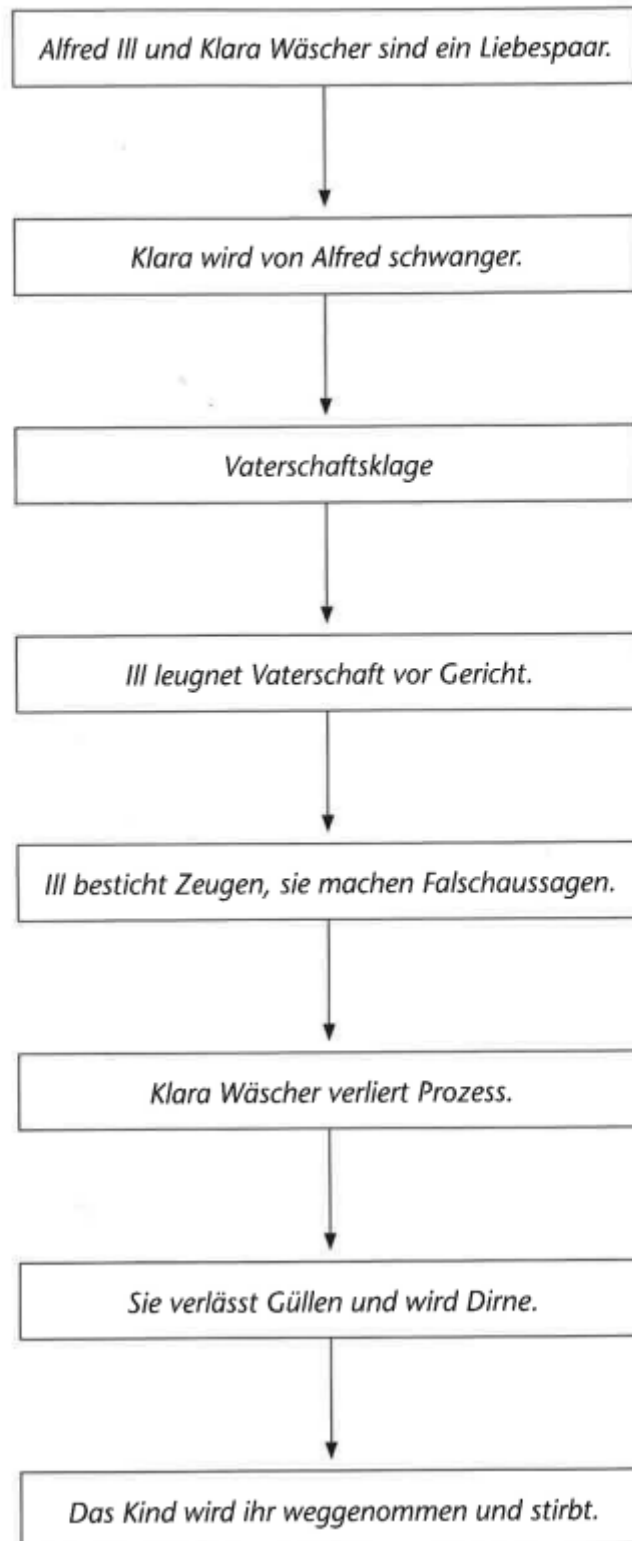 Alfred Ill und Klara Wäscher sind ein Liebespaar.
Klara wird von Alfred schwanger.
Vaterschaftsklage
Ill leugnet Vaterschaft vor Gericht.
Ill besticht Zeugen, sie machen Falschaussagen.
Klara Wäscher verliert Prozess.
Sie verlässt Güllen und wird Dirne.
Das Kind wird ihr weggenommen und stirbt.